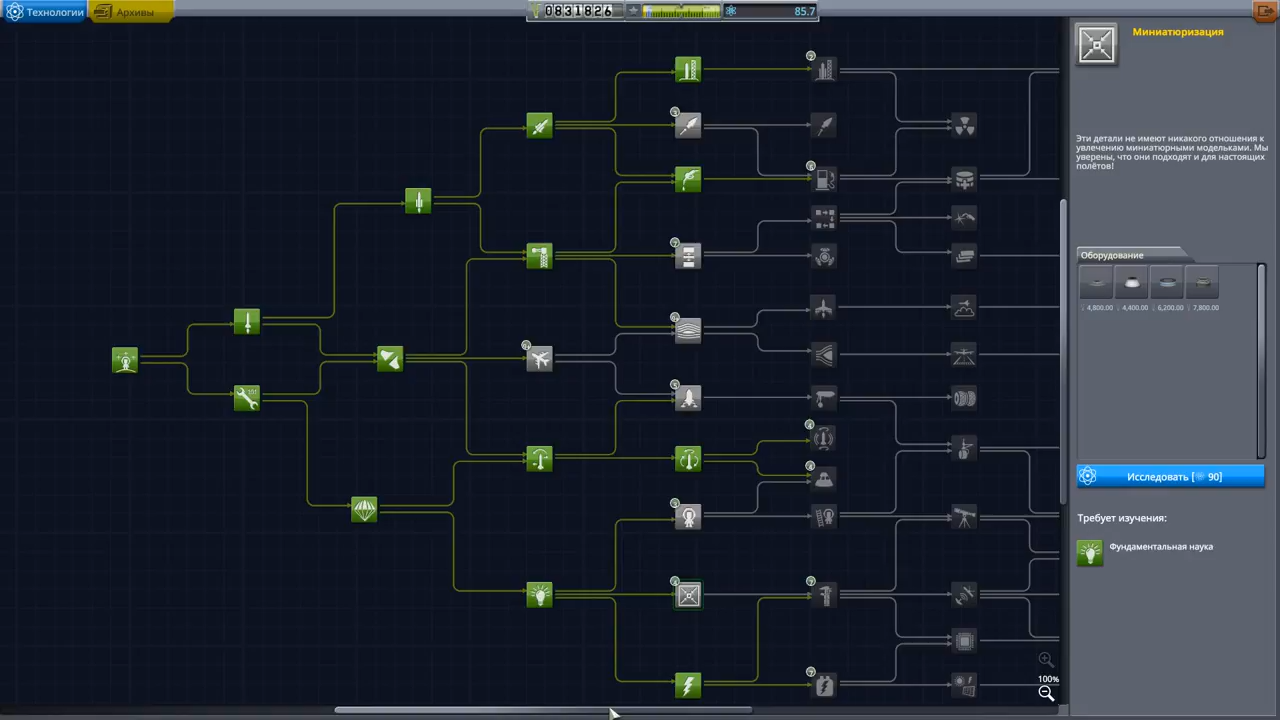 Технологии
Архивы
0831826
85.7
Миниатюризация
Эти детали не имеют никакого отношения к
увлечению миниатюрными модельками. Мы
уверены, что они подходят и для настоящих
полётов!
Оборудование
4,800.00 4,400.00 6,200.00 7,800.00
Исследовать [ 90]
Требует изучения:
Фундаментальная наука
101
100%